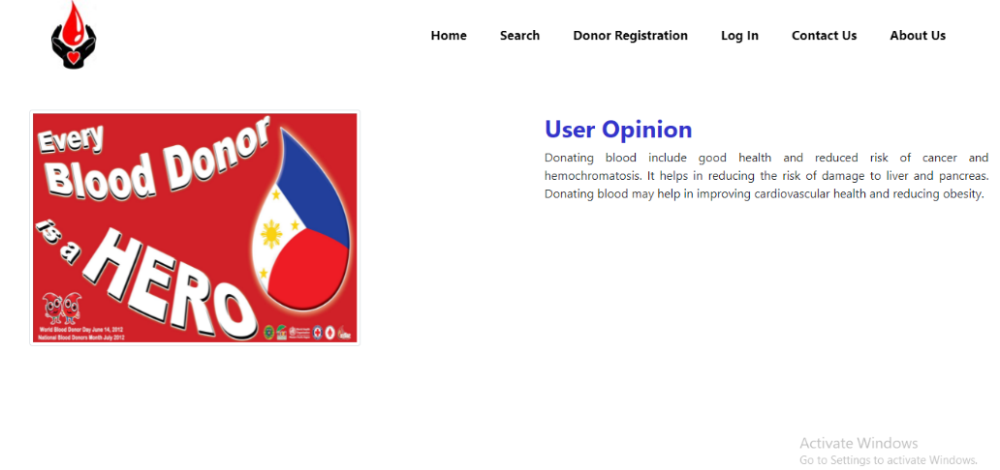 Home Search Donor Registration Log In Contact Us About Us
Every
Blood Donor
is a HERO
World Blood Donor Day June 14, 2012
National Blood Donors Month July 2012
User Opinion
Donating blood include good health and reduced risk of cancer and
hemochromatosis. It helps in reducing the risk of damage to liver and pancreas.
Donating blood may help in improving cardiovascular health and reducing obesity.
Activate Windows
Go to Settings to activate Windows.